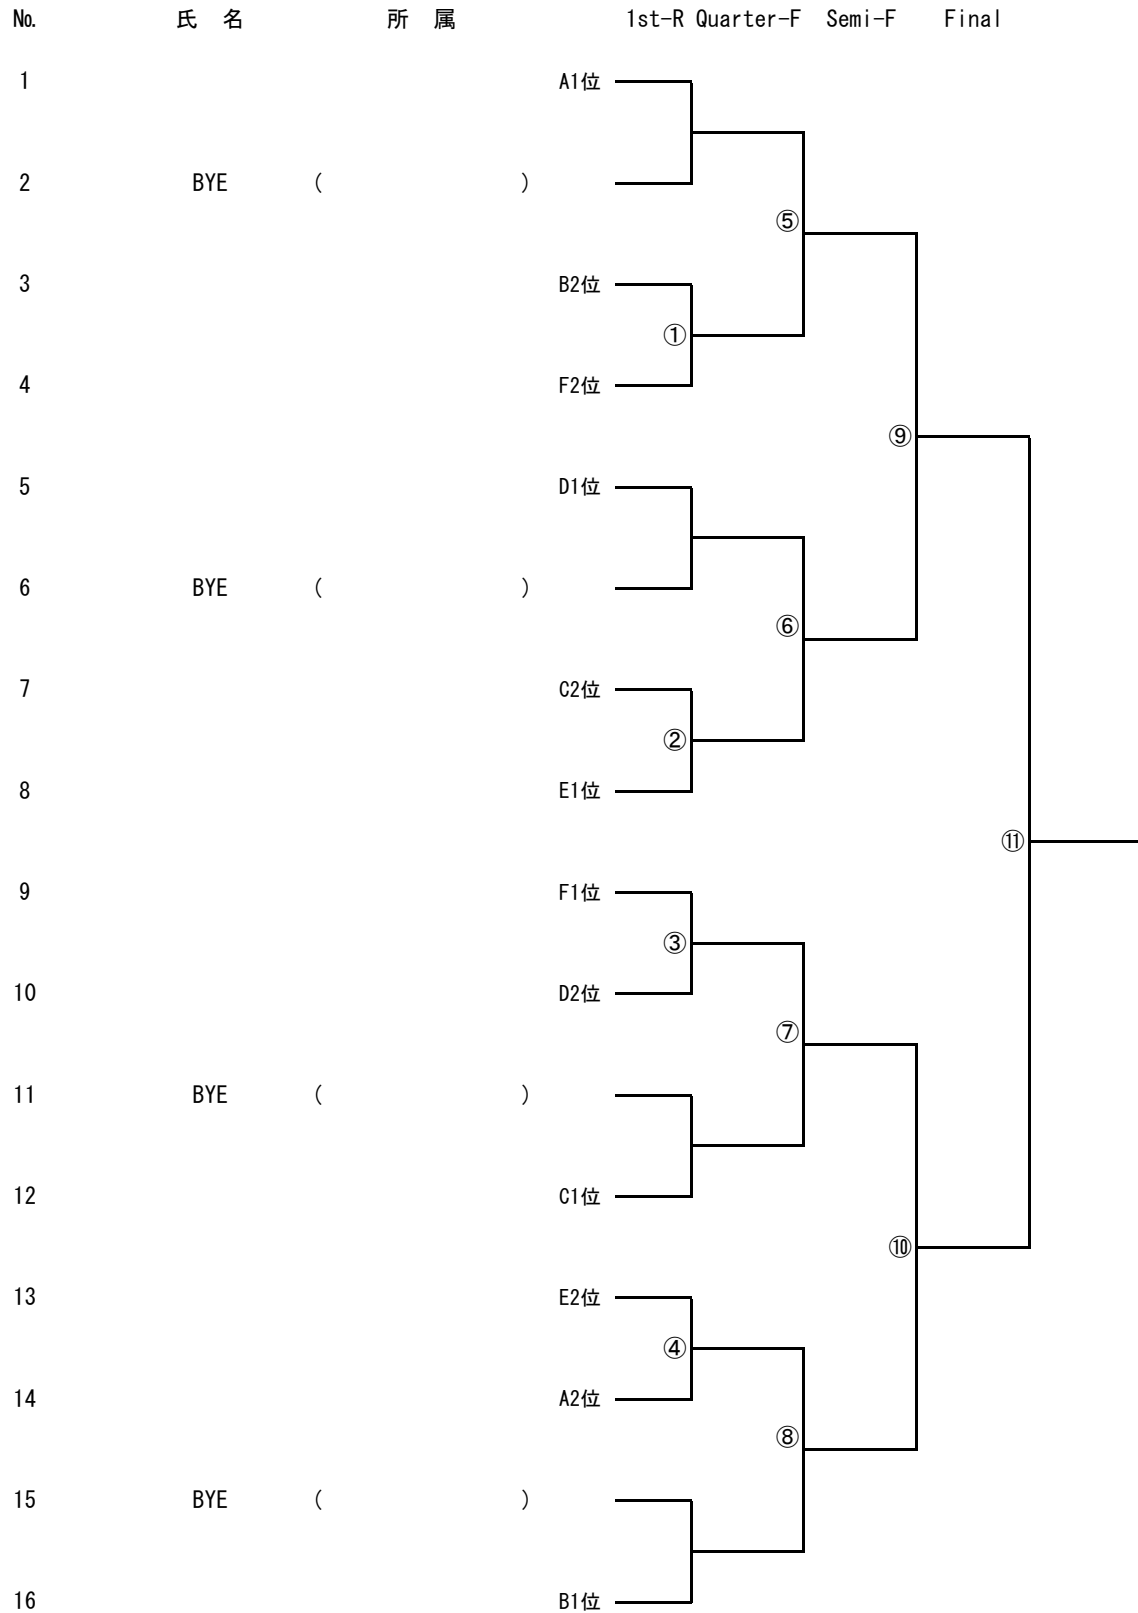 No. 氏 名 所 属 1st-R Quarter-F Semi-F Final
1 A1位
2 BYE ( )
⑤
3 B2位
①
4 F2位
⑨
5 D1位
6 BYE ( )
⑥
7 C2位
②
8 E1位
⑪
9 F1位
③
10 D2位
⑦
11 BYE ( )
12 C1位
⑩
13 E2位
④
14 A2位
⑧
15 BYE ( )
16 B1位